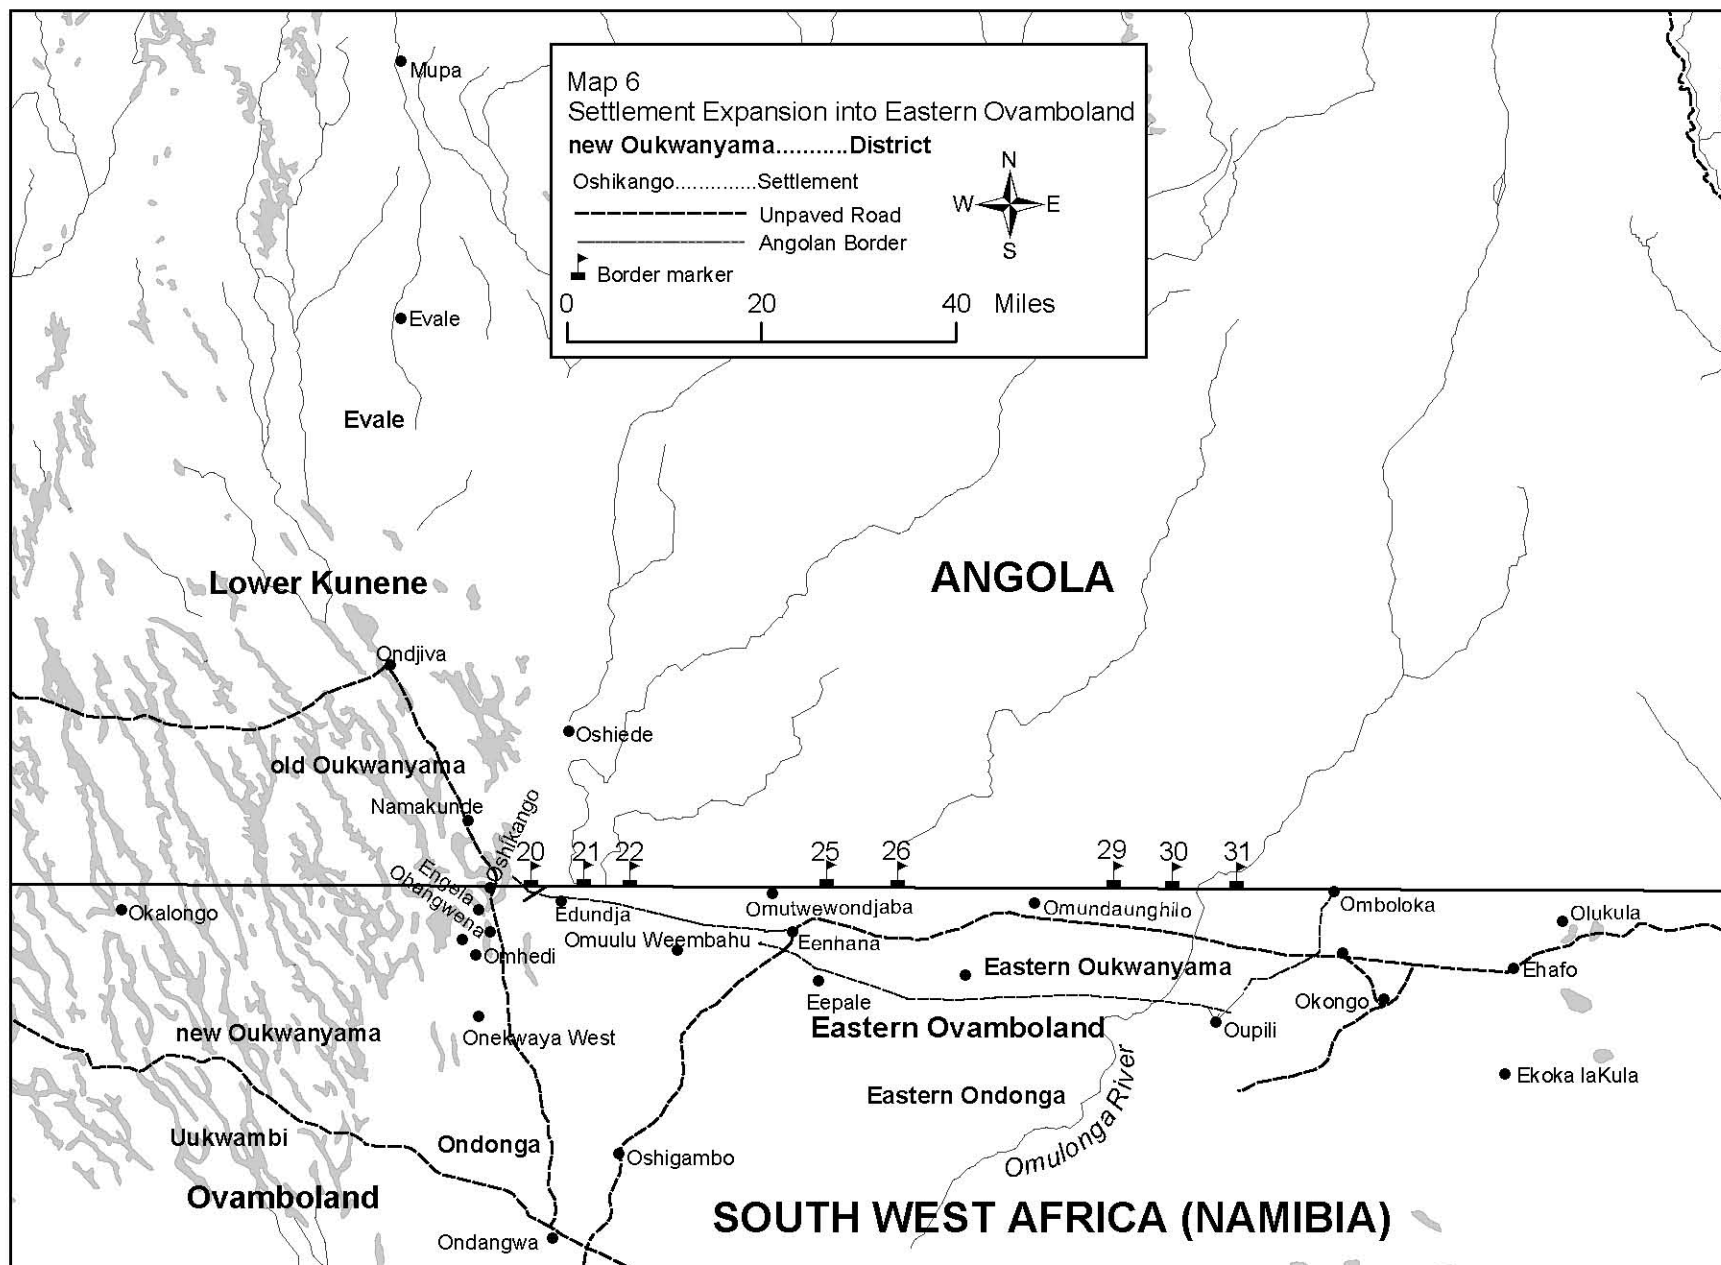 Mupa
Map 6
Settlement Expansion into Eastern Ovamboland
new Oukwanyama...........District
Oshikango.............Settlement
Unpaved Road
Angolan Border
Border marker
N
W E
S
0 20 40 Miles
Evale
Evale
Lower Kunene
ANGOLA
Ondjiva
Oshiede
old Oukwanyama
Namakunde
Oshikango
20 21 22 25 26 29 30 31
Engela
Obangwena
Okalongo
Edundja
Omutwewondjaba
Omundaunghilo
Omboloka
Olukula
Omuulu Weembahu
Eenhana
Omhedi
Eastern Oukwanyama
Ehafo
Eepale
Okongo
new Oukwanyama
Onekwaya West
Eastern Ovamboland
Oupili
Ekoka laKula
Eastern Ondonga
Omulonga River
Uukwambi
Ondonga
Oshigambo
Ovamboland
SOUTH WEST AFRICA (NAMIBIA)
Ondangwa